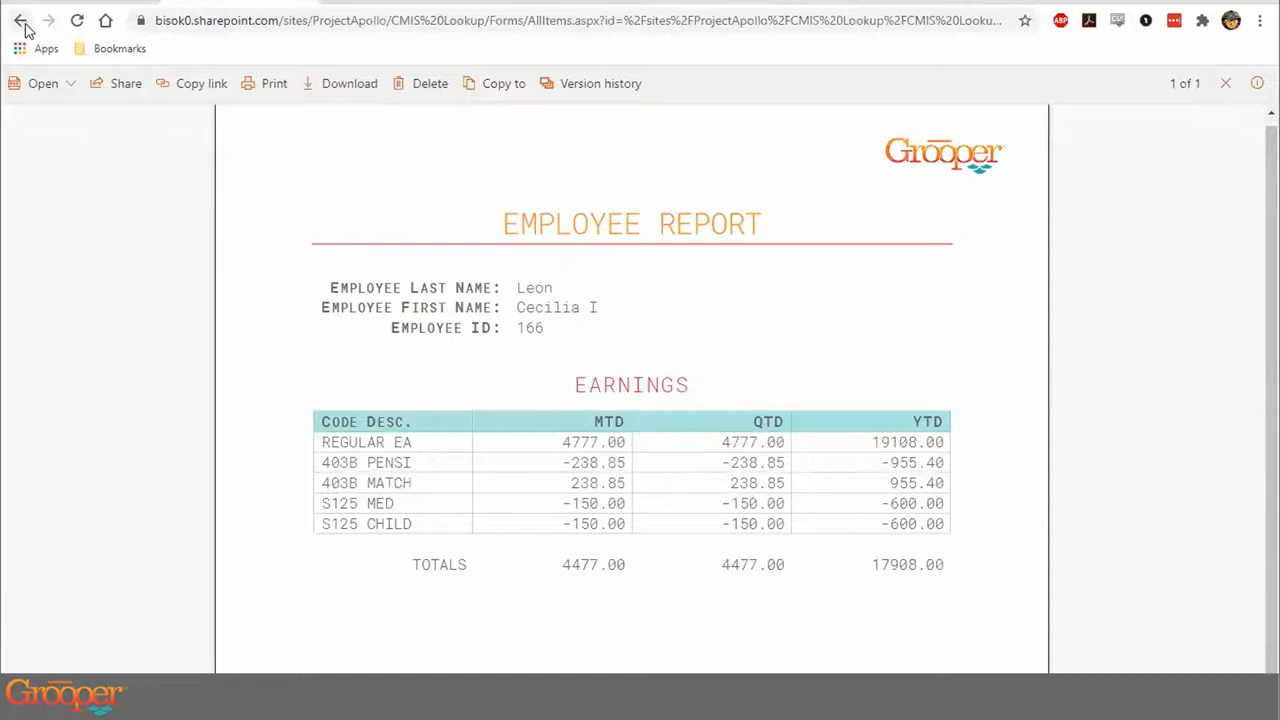 bisok0.sharepoint.com/sites/ProjectApollo/CMIS%20Lookup/Forms/AllItems.aspx?id=%2Fsites%2FProjectApollo%2FCMIS%20Lookup%2FCMIS%20Looku...
ABP
Apps Bookmarks
Open Share Copy link Print Download Delete Copy to Version history 1 of 1
Grooper
EMPLOYEE REPORT
EMPLOYEE LAST NAME: Leon
EMPLOYEE FIRST NAME: Cecilia I
EMPLOYEE ID: 166
EARNINGS
CODE DESC. MTD QTD YTD
REGULAR EA 4777.00 4777.00 19108.00
403B PENSI -238.85 -238.85 -955.40
403B MATCH 238.85 238.85 955.40
S125 MED -150.00 -150.00 -600.00
S125 CHILD -150.00 -150.00 -600.00
TOTALS 4477.00 4477.00 17908.00
Grooper